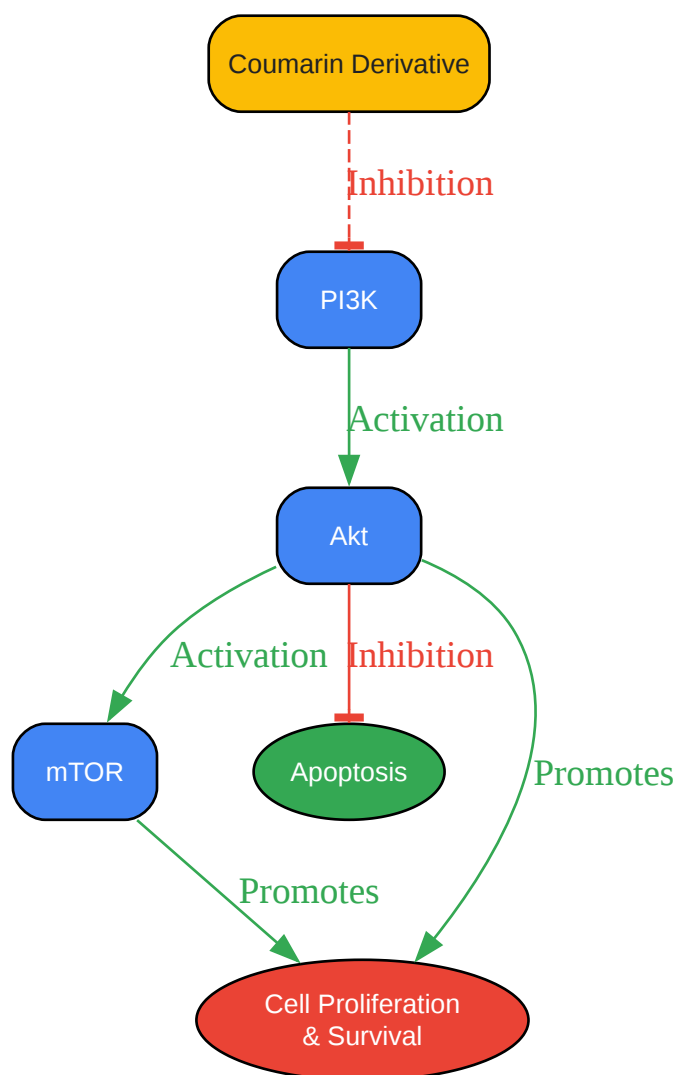 Coumarin Derivative
Inhibition
PI3K
Activation
Akt
Activation
Inhibition
mTOR
Apoptosis
Promotes
Promotes
Cell Proliferation
& Survival